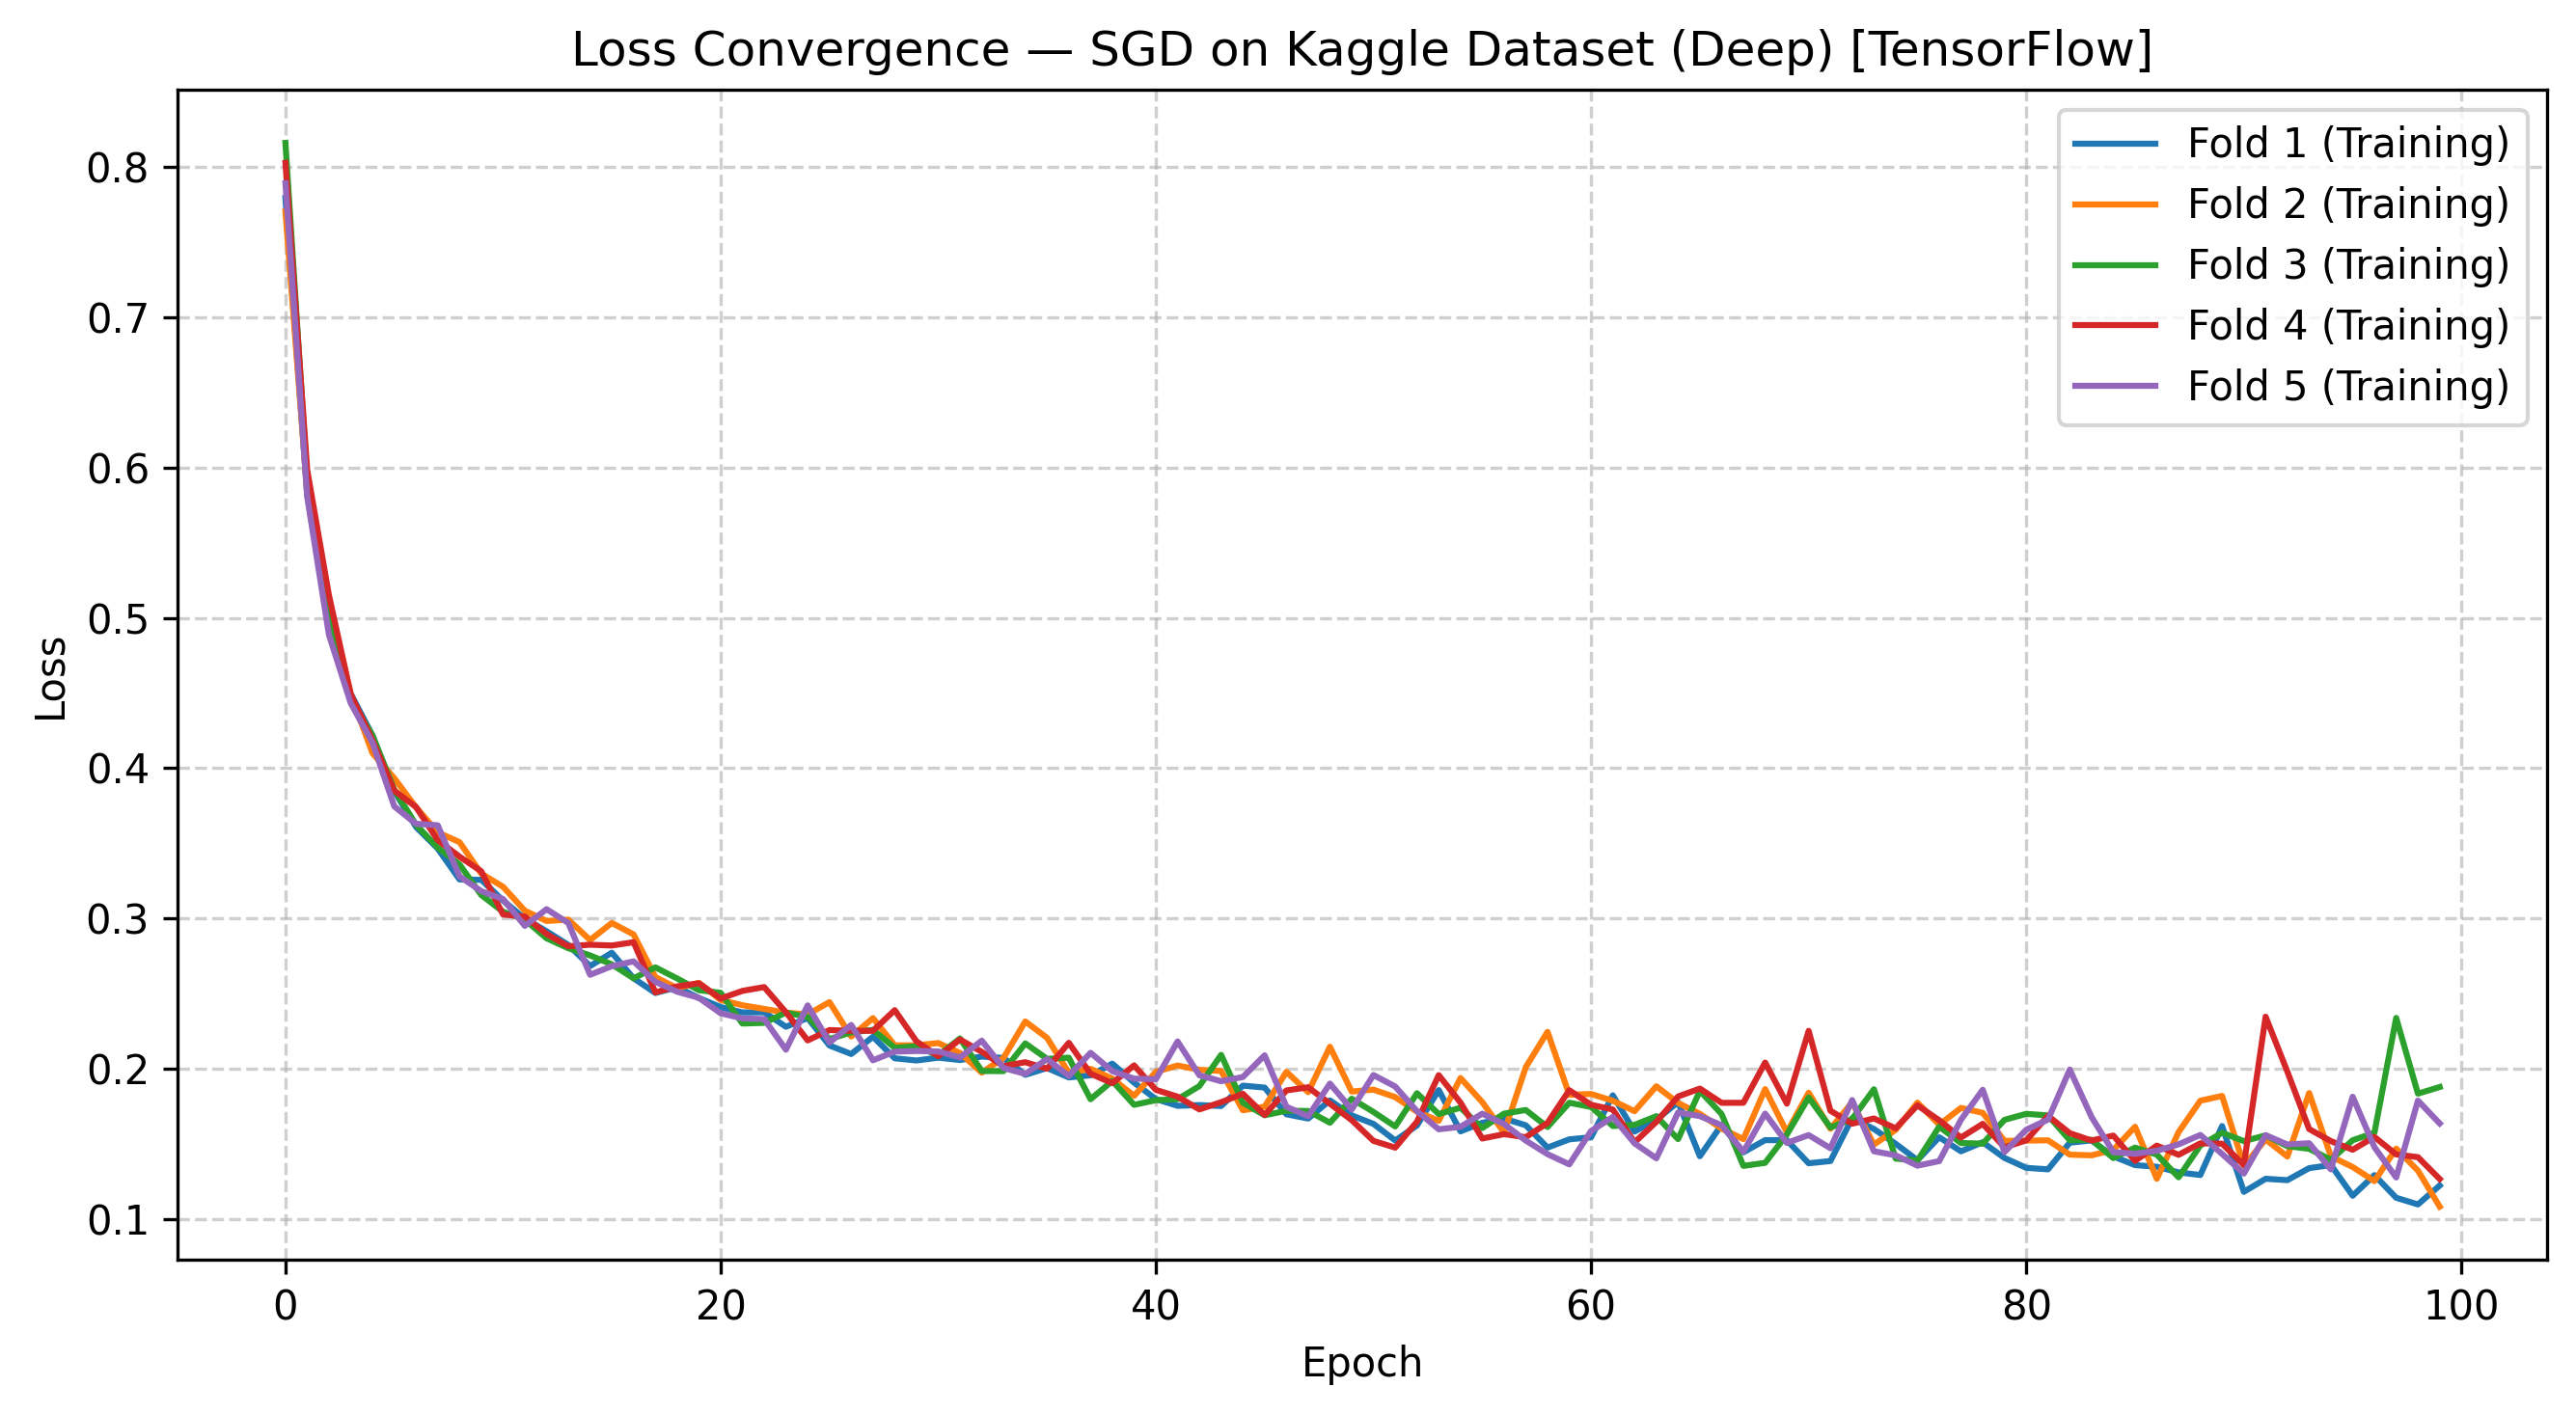 Loss Convergence — SGD on Kaggle Dataset (Deep) [TensorFlow]
Fold 1 (Training)
Fold 2 (Training)
Fold 3 (Training)
Fold 4 (Training)
Fold 5 (Training)
Loss
0.8
0.7
0.6
0.5
0.4
0.3
0.2
0.1
0 20 40 60 80 100
Epoch